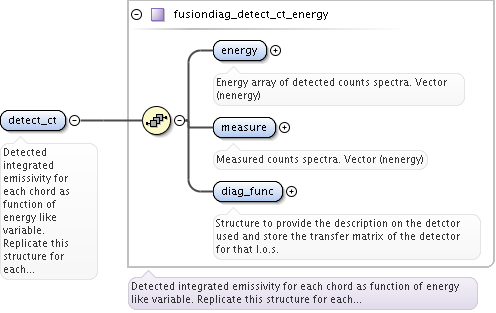 fusiondiag_detect_ct_energy
energy
Energy array of detected counts spectra. Vector
(nenergy)
detect_ct
Detected
integrated
emissivity for
each chord as
function of
energy like
variable.
Replicate this
structure for
each...
measure
Measured counts spectra. Vector (nenergy)
diag_func
Structure to provide the description on the detctor
used and store the transfer matrix of the detector
for that l.o.s.
Detected integrated emissivity for each chord as function of energy
like variable. Replicate this structure for each...